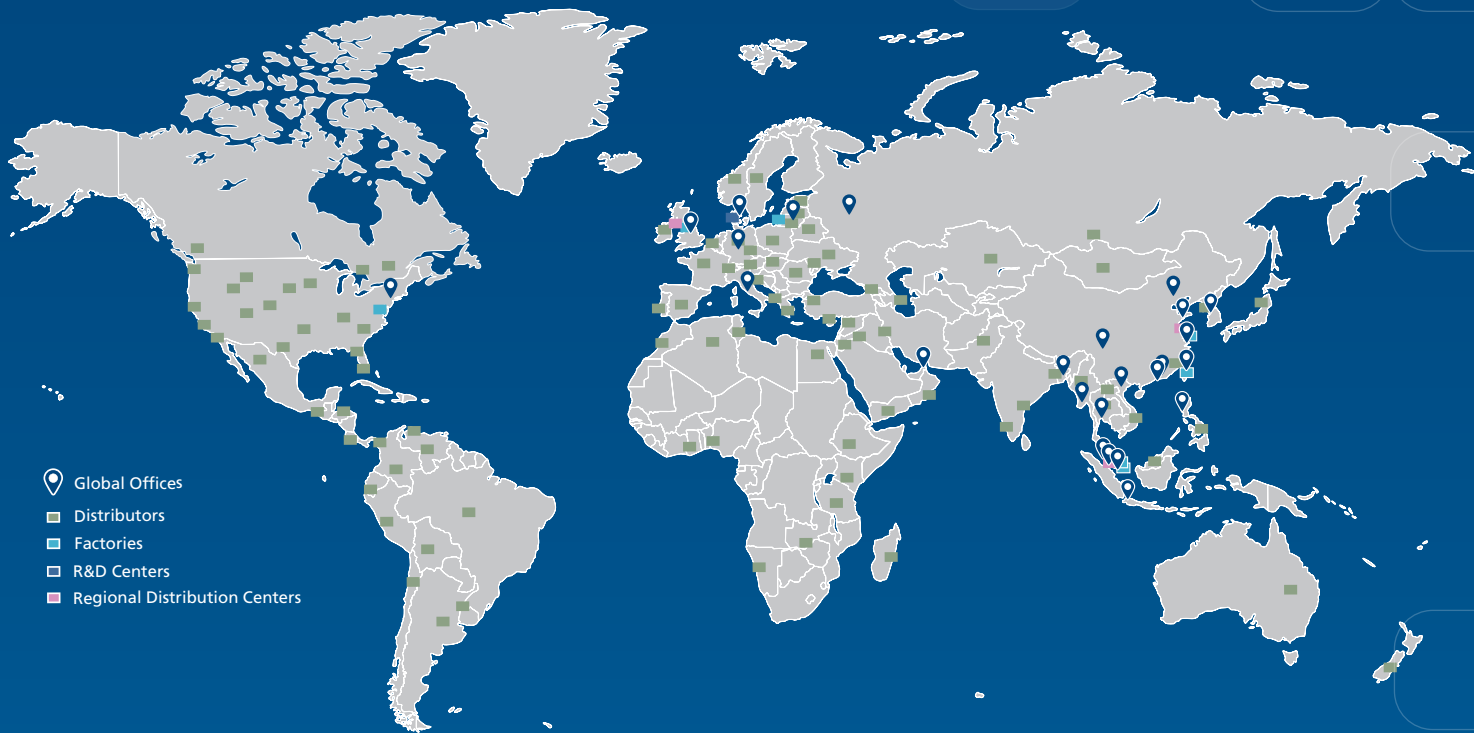 Global Offices
Distributors
Factories
R&D Centers
Regional Distribution Centers